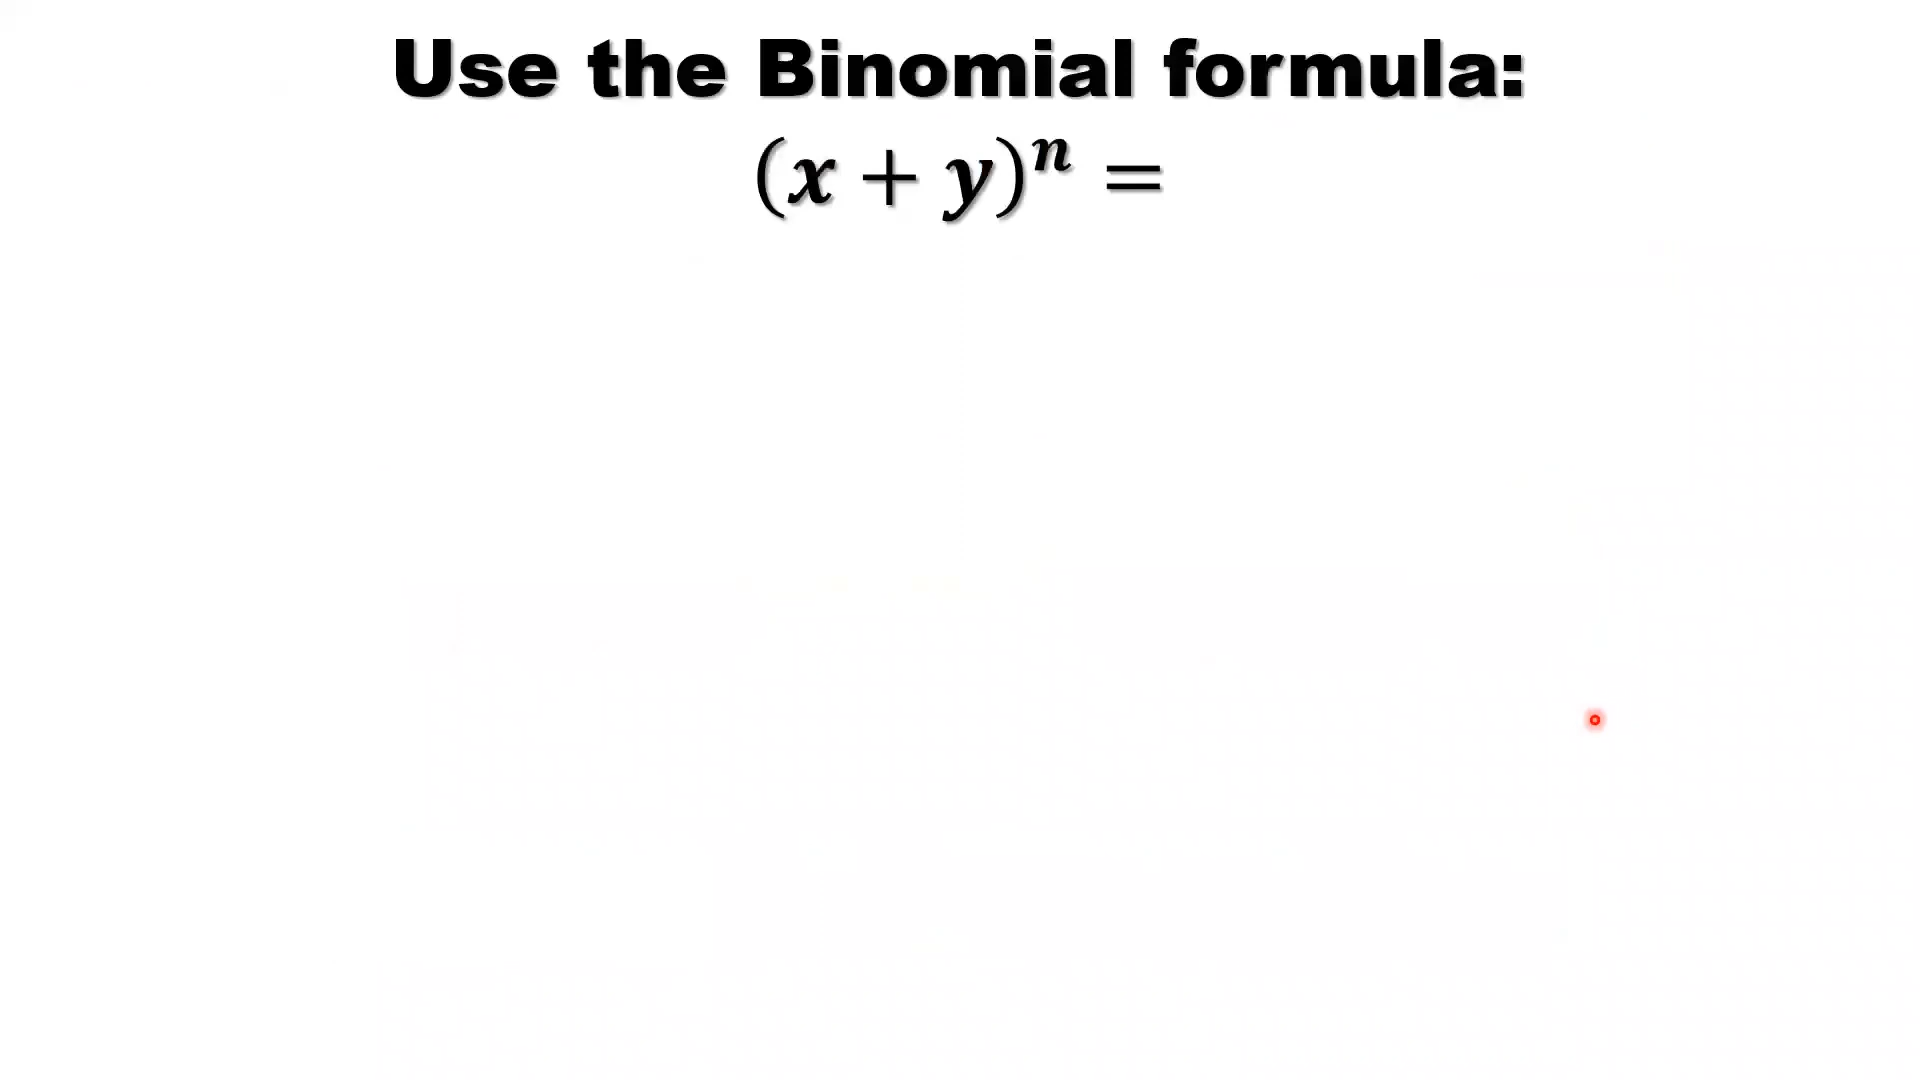 Use the Binomial formula:
(x + y)^n =